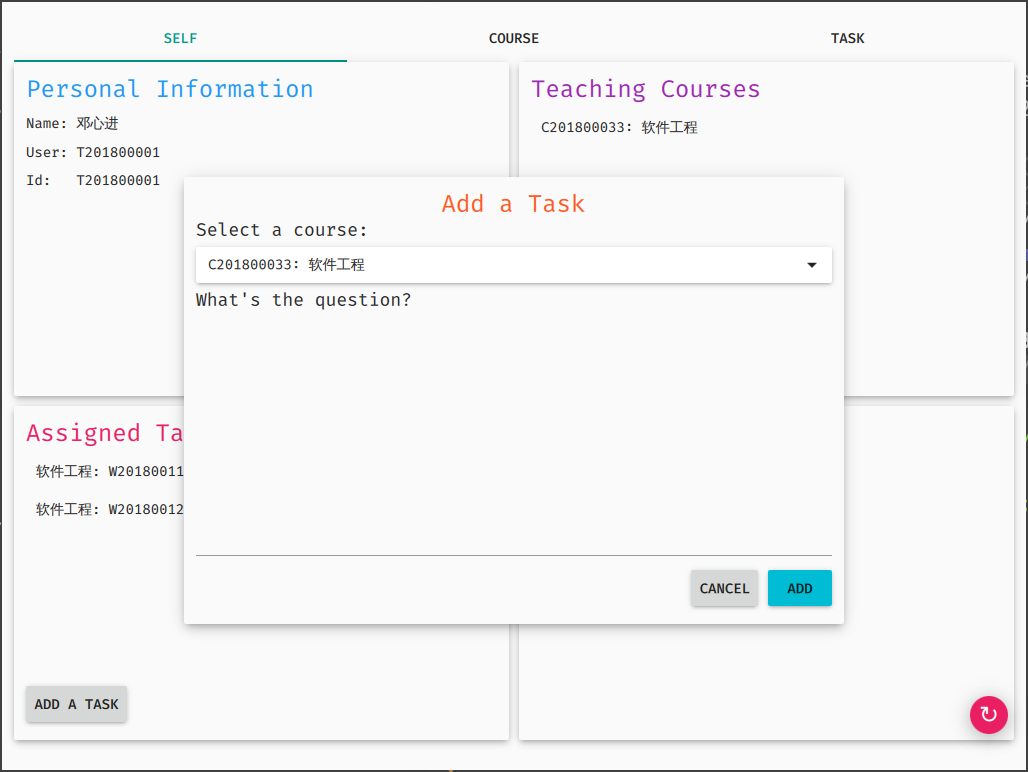 SELF
COURSE
TASK
Personal Information
Name: 邓心进
User: T201800001
Id: T201800001
Teaching Courses
C201800033: 软件工程
Add a Task
Select a course:
C201800033: 软件工程
What's the question?
CANCEL
ADD
Assigned Ta
软件工程: W20180011
软件工程: W20180012
ADD A TASK